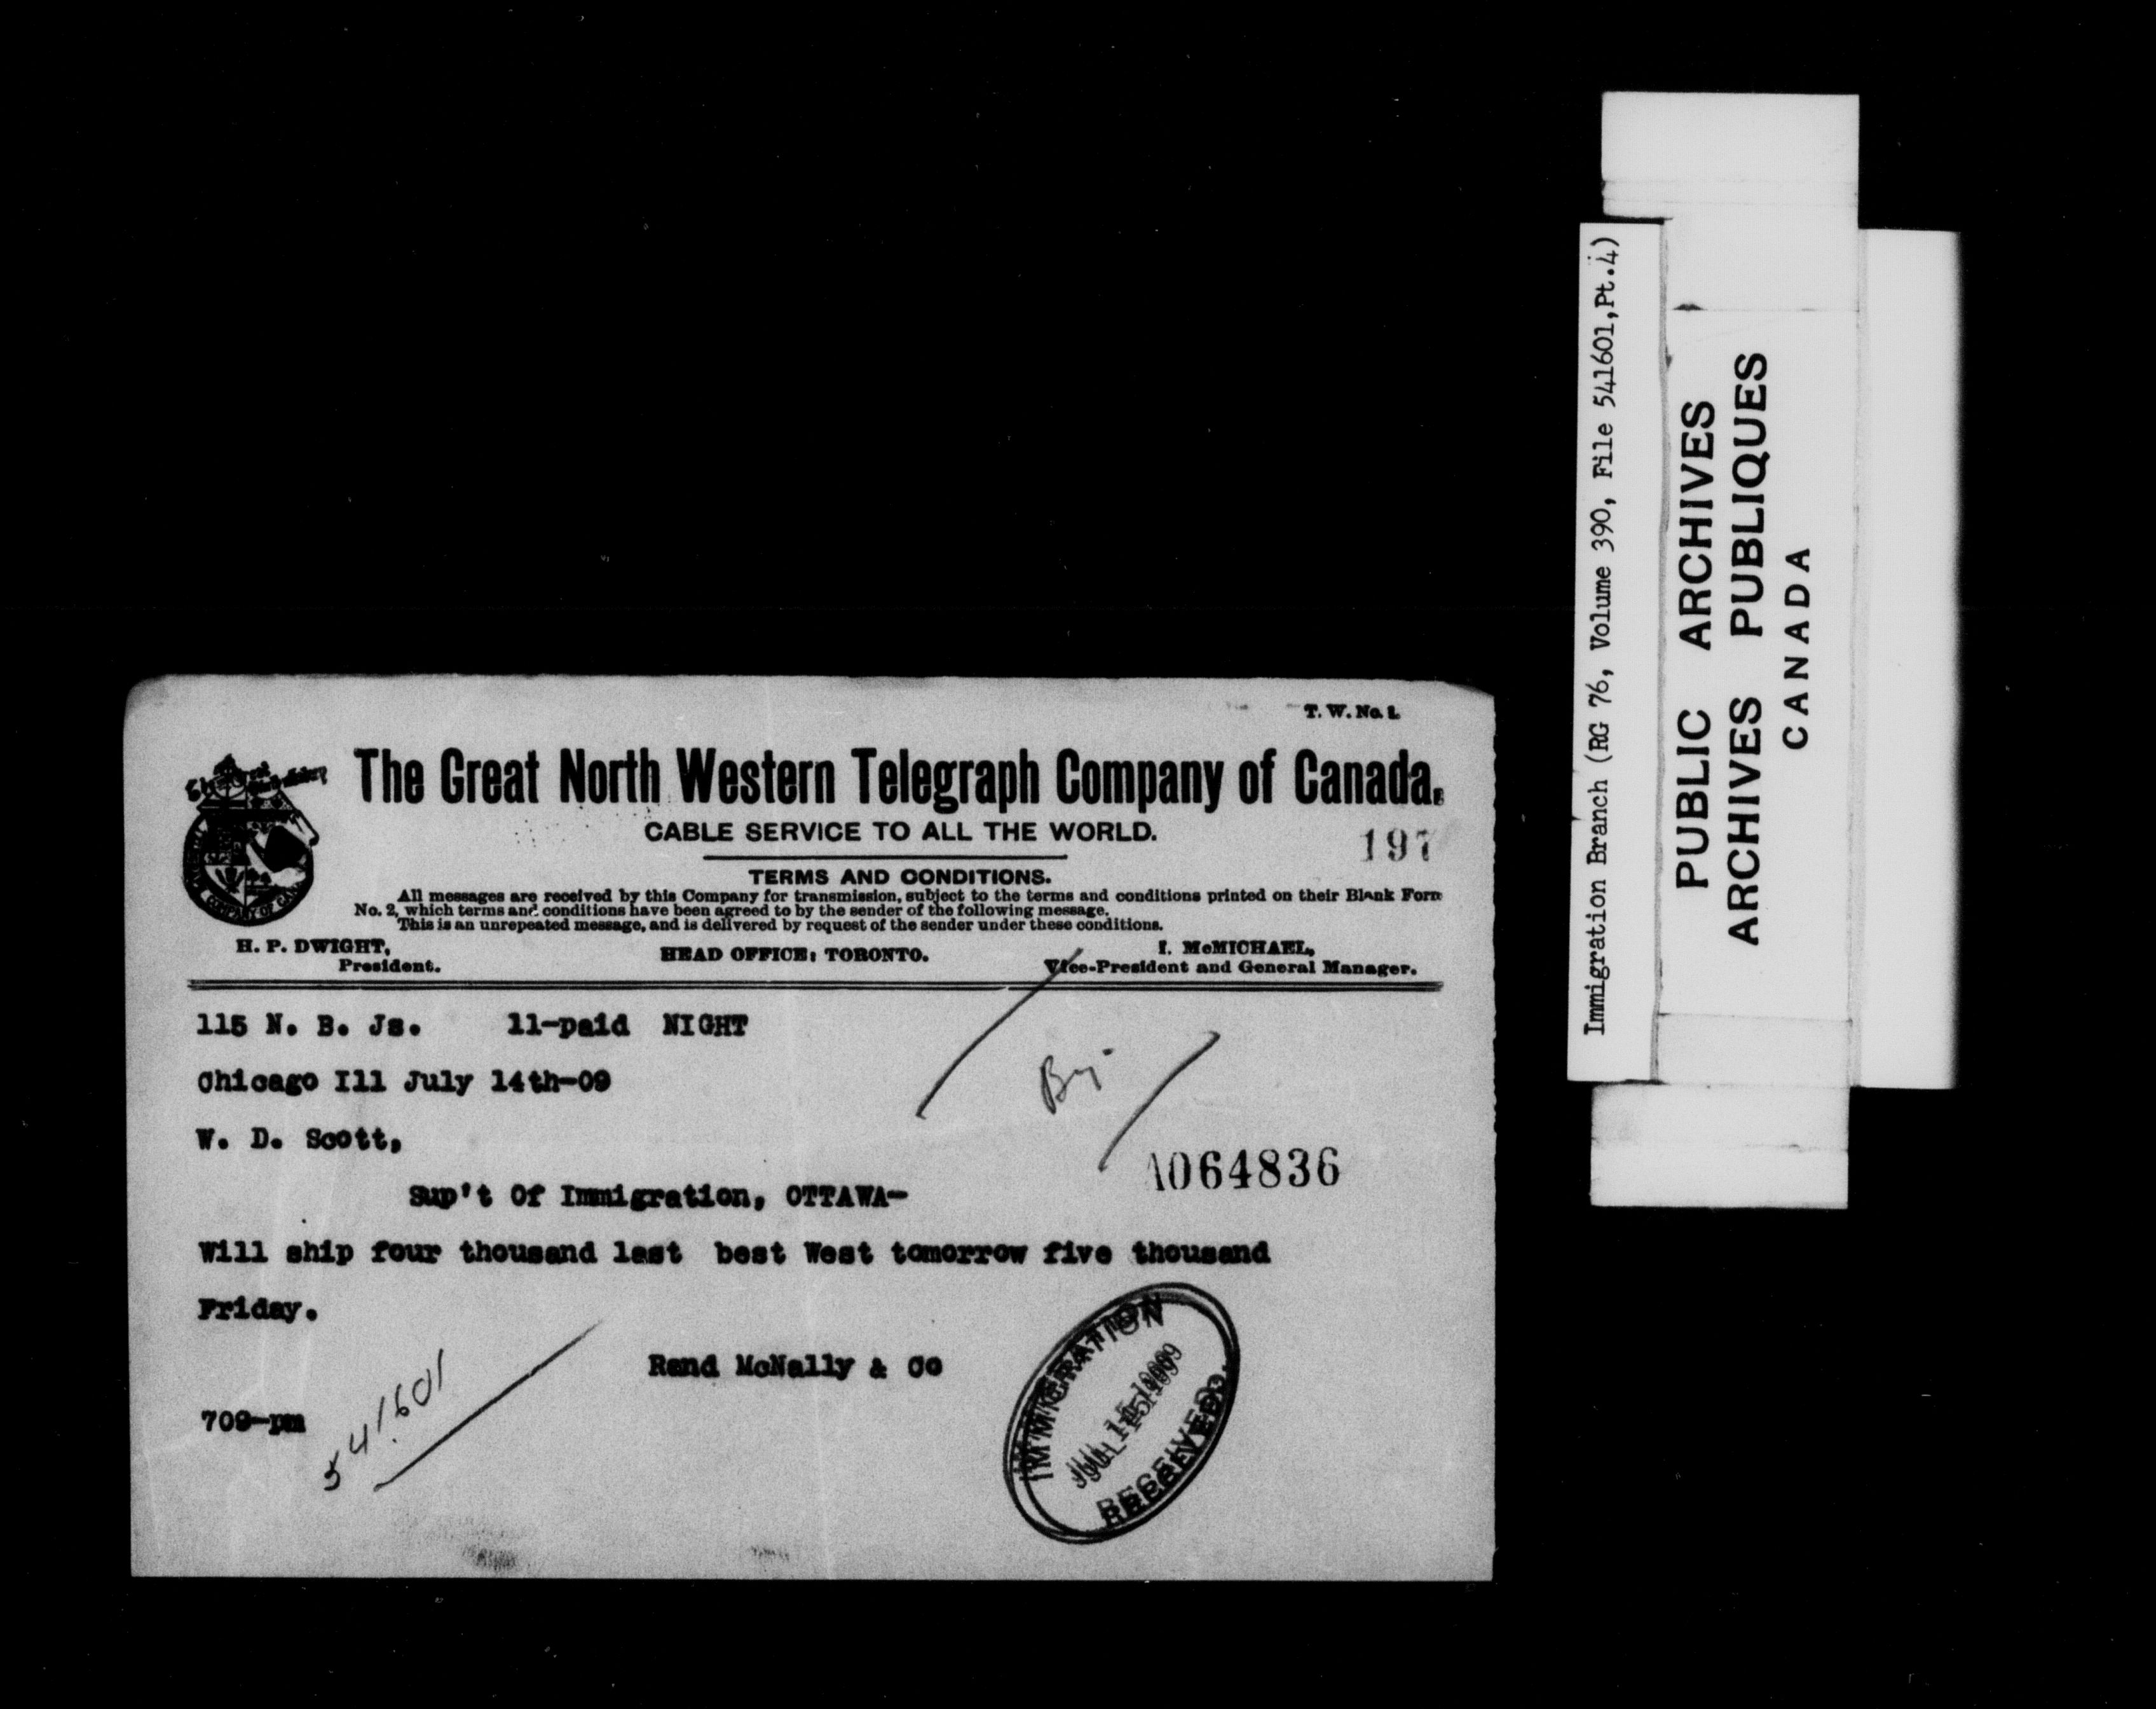 T. W. No. 1.
The Great North Western Telegraph Company of Canada.
CABLE SERVICE TO ALL THE WORLD.
197
TERMS AND CONDITIONS.
All messages are received by this Company for transmission, subject to the terms and conditions printed on their Blank Form
No. 2, which terms and conditions have been agreed to by the sender of the following message.
This is an unrepeated message, and is delivered by request of the sender under these conditions.
H. P. DWIGHT,
President.
HEAD OFFICE: TORONTO.
I. McMICHAEL,
Vice-President and General Manager.
115 N. B. Js. 11-paid NIGHT
Chicago Ill July 14th-09
W. D. Scott,
1064836
Sup't Of Immigration, OTTAWA-
Will ship four thousand last best West tomorrow five thousand
Friday.
Rand McNally & Co
709-pm
541601
IMMIGRATION
JUL 15 1909
RECEIVED.
Immigration Branch (RG 76, Volume 390, File 541601,Pt.4)
PUBLIC ARCHIVES
ARCHIVES PUBLIQUES
CANADA